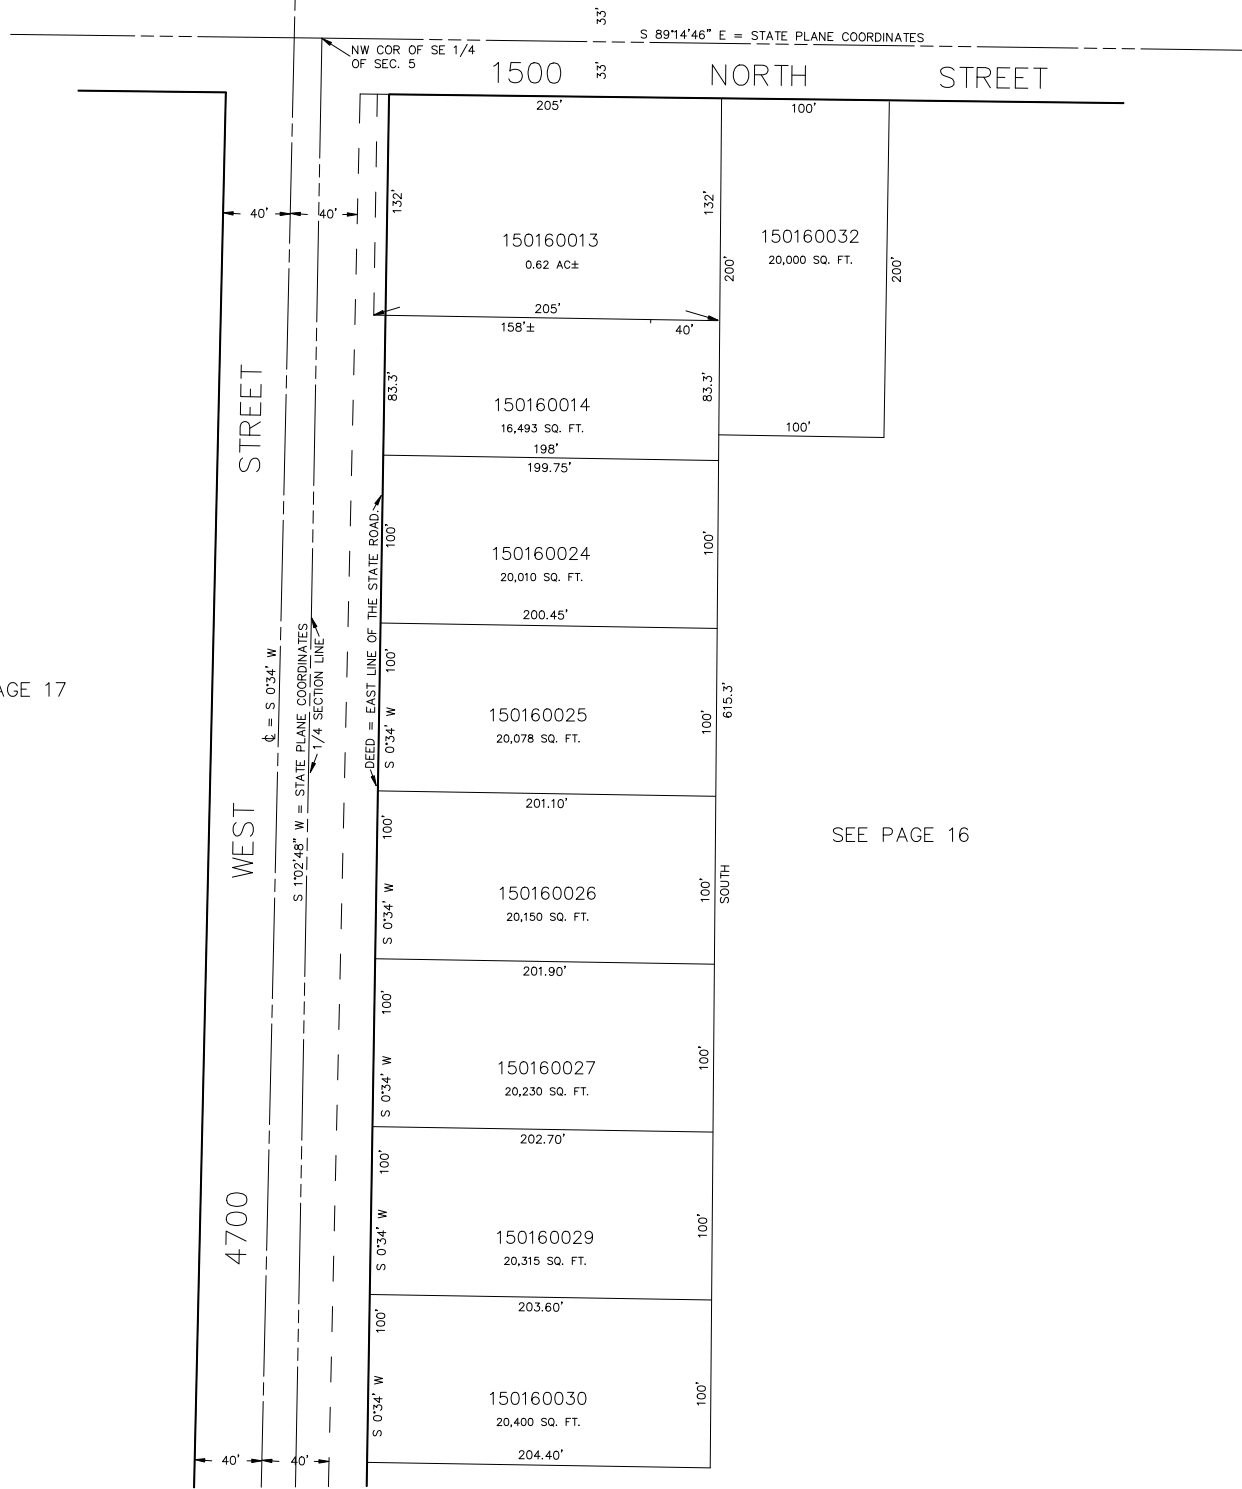 33'
S 89°14'46" E = STATE PLANE COORDINATES
NW COR OF SE 1/4
OF SEC. 5
33'
1500 NORTH STREET
205'
100'
132'
132'
40'
40'
150160013
0.62 AC±
150160032
20,000 SQ. FT.
200'
200'
205'
158'±
40'
83.3'
83.3'
150160014
16,493 SQ. FT.
100'
198'
199.75'
100'
100'
150160024
20,010 SQ. FT.
200.45'
DEED = EAST LINE OF THE STATE ROAD.
100'
S 0°34' W
150160025
20,078 SQ. FT.
100'
615.3'
AGE 17
℄ = S 0°34' W
S 1°02'48" W = STATE PLANE COORDINATES
1/4 SECTION LINE
201.10'
100'
S 0°34' W
150160026
20,150 SQ. FT.
100'
SOUTH
SEE PAGE 16
201.90'
100'
S 0°34' W
150160027
20,230 SQ. FT.
100'
202.70'
100'
S 0°34' W
150160029
20,315 SQ. FT.
100'
203.60'
100'
S 0°34' W
150160030
20,400 SQ. FT.
100'
204.40'
40'
40'
4700 WEST STREET